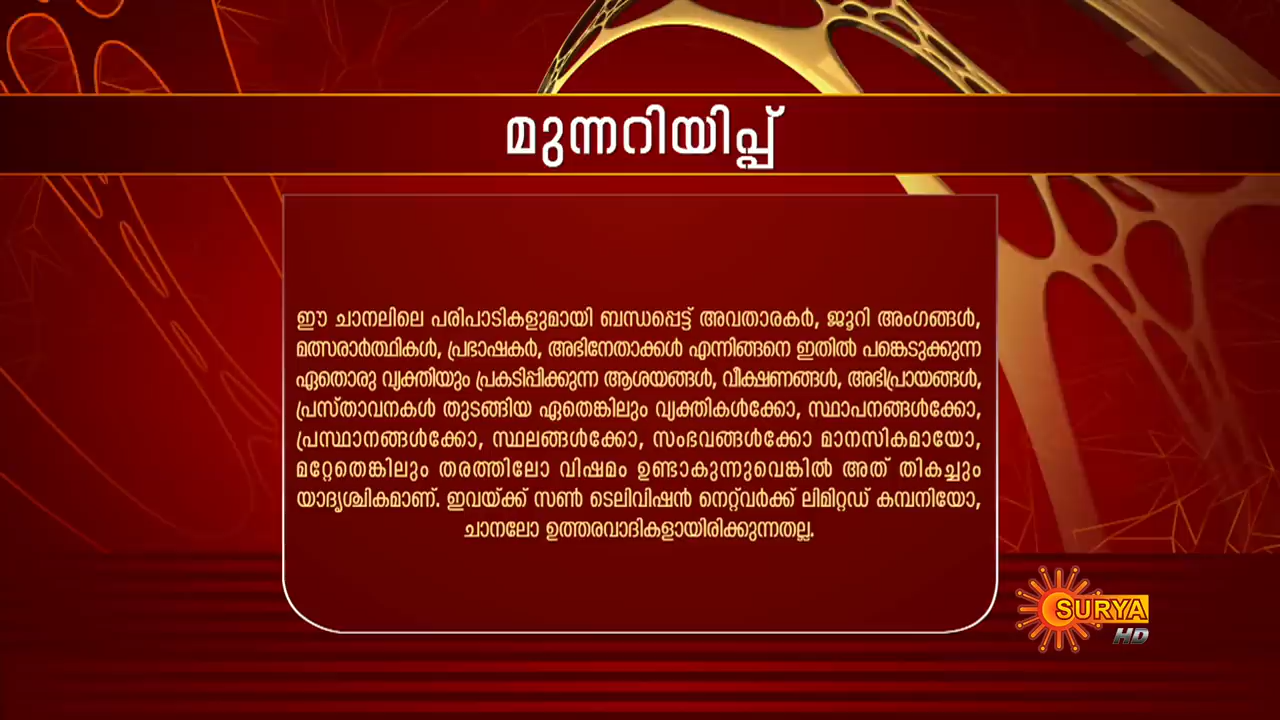 മുന്നറിയിപ്പ്
ഈ ചാനലിലെ പരിപാടികളുമായി ബന്ധപ്പെട്ട് അവതാരകർ, ജൂറി അംഗങ്ങൾ,
മത്സരാർത്ഥികൾ, പ്രഭാഷകർ, അഭിനേതാക്കൾ എന്നിങ്ങനെ ഇതിൽ പങ്കെടുക്കുന്ന
ഏതൊരു വ്യക്തിയും പ്രകടിപ്പിക്കുന്ന ആശയങ്ങൾ, വീക്ഷണങ്ങൾ, അഭിപ്രായങ്ങൾ,
പ്രസ്താവനകൾ തുടങ്ങിയ ഏതെങ്കിലും വ്യക്തികൾക്കോ, സ്ഥാപനങ്ങൾക്കോ,
പ്രസ്ഥാനങ്ങൾക്കോ, സ്ഥലങ്ങൾക്കോ, സംഭവങ്ങൾക്കോ മാനസികമായോ,
മറ്റേതെങ്കിലും തരത്തിലോ വിഷമം ഉണ്ടാകുന്നുവെങ്കിൽ അത് തികച്ചും
യാദൃശ്ചികമാണ്. ഇവയ്ക്ക് സൺ ടെലിവിഷൻ നെറ്റ്‌വർക്ക് ലിമിറ്റഡ് കമ്പനിയോ,
ചാനലോ ഉത്തരവാദികളായിരിക്കുന്നതല്ല.
SURYA
HD